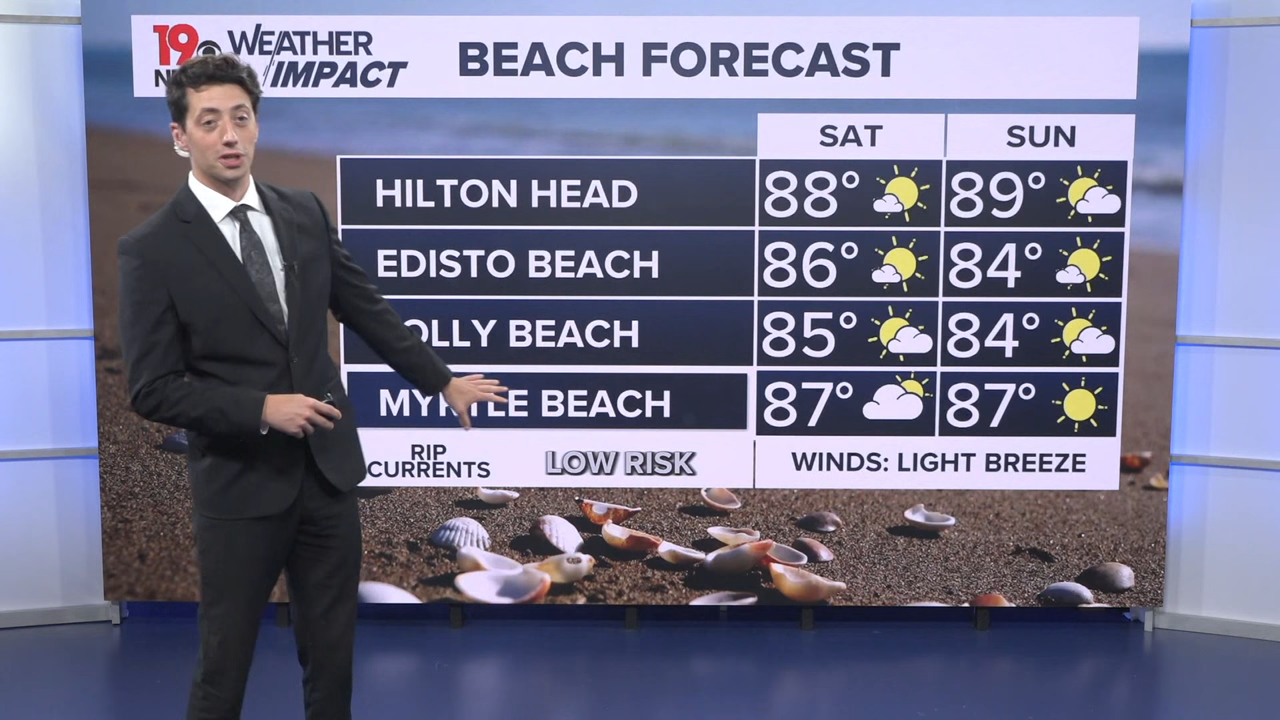 19
WEATHER
IMPACT
BEACH FORECAST
SAT SUN
HILTON HEAD 88° 89°
EDISTO BEACH 86° 84°
OLLY BEACH 85° 84°
MYRTLE BEACH 87° 87°
RIP
CURRENTS
LOW RISK
WINDS: LIGHT BREEZE